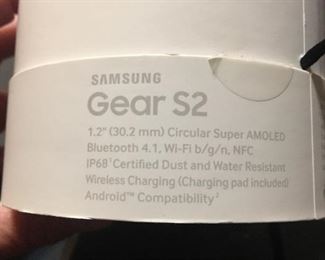 SAMSUNG
Gear S2
1.2" (30.2 mm) Circular Super AMOLED
Bluetooth 4.1, Wi-Fi b/g/n, NFC
IP68¹ Certified Dust and Water Resistant
Wireless Charging (Charging pad included)
Android™ Compatibility²